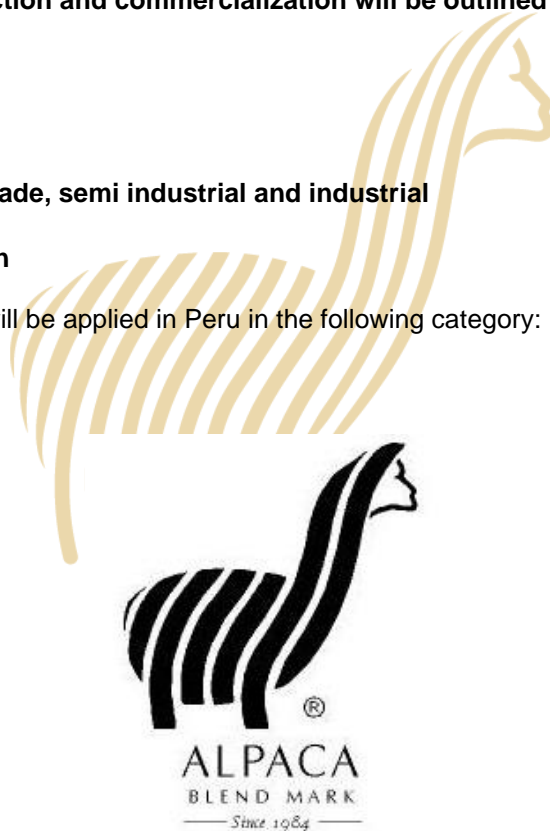 ction and commercialization will be outlined
ade, semi industrial and industrial
n
ill be applied in Peru in the following category:
®
ALPACA
BLEND MARK
Since 1984